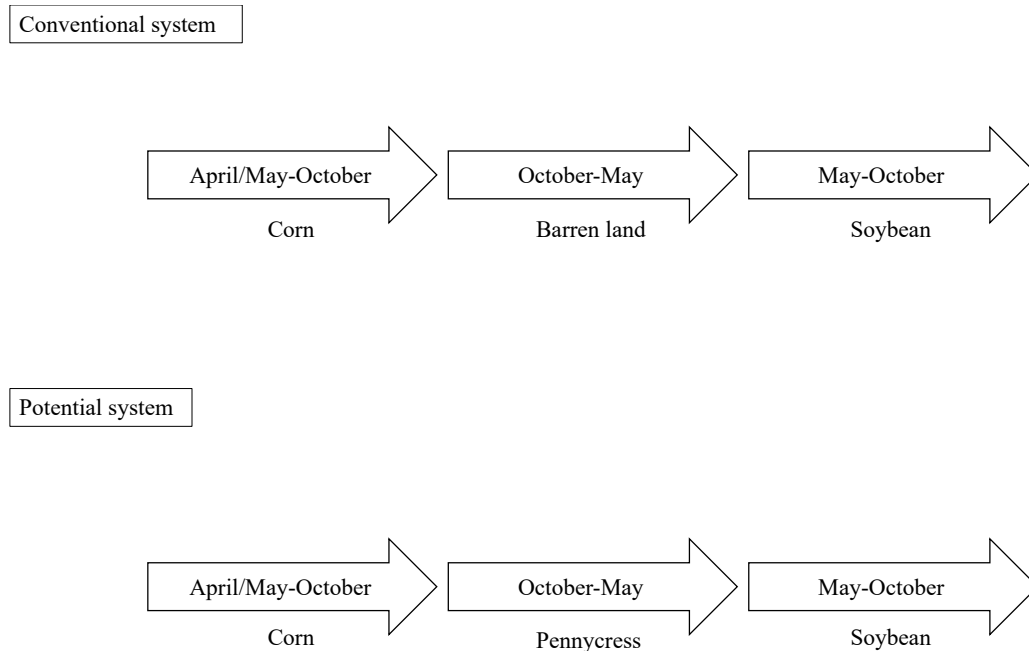 Conventional system
April/May-October
October-May
May-October
Corn
Barren land
Soybean
Potential system
April/May-October
October-May
May-October
Corn
Pennycress
Soybean